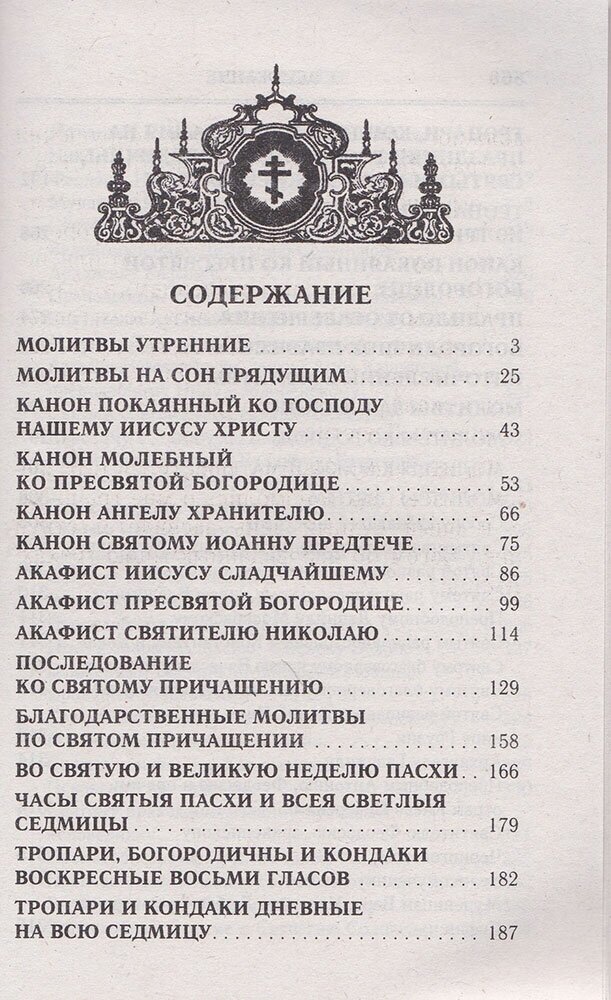 СОДЕРЖАНИЕ
МОЛИТВЫ УТРЕННИЕ 3
МОЛИТВЫ НА СОН ГРЯДУЩИМ 25
КАНОН ПОКАЯННЫЙ КО ГОСПОДУ
НАШЕМУ ИИСУСУ ХРИСТУ 43
КАНОН МОЛЕБНЫЙ
КО ПРЕСВЯТОЙ БОГОРОДИЦЕ 53
КАНОН АНГЕЛУ ХРАНИТЕЛЮ 66
КАНОН СВЯТОМУ ИОАННУ ПРЕДТЕЧЕ 75
АКАФИСТ ИИСУСУ СЛАДЧАЙШЕМУ 86
АКАФИСТ ПРЕСВЯТОЙ БОГОРОДИЦЕ 99
АКАФИСТ СВЯТИТЕЛЮ НИКОЛАЮ 114
ПОСЛЕДОВАНИЕ
КО СВЯТОМУ ПРИЧАЩЕНИЮ 129
БЛАГОДАРСТВЕННЫЕ МОЛИТВЫ
ПО СВЯТОМ ПРИЧАЩЕНИИ 158
ВО СВЯТУЮ И ВЕЛИКУЮ НЕДЕЛЮ ПАСХИ 166
ЧАСЫ СВЯТЫЯ ПАСХИ И ВСЕЯ СВЕТЛЫЯ
СЕДМИЦЫ 179
ТРОПАРИ, БОГОРОДИЧНЫ И КОНДАКИ
ВОСКРЕСНЫЕ ВОСЬМИ ГЛАСОВ 182
ТРОПАРИ И КОНДАКИ ДНЕВНЫЕ
НА ВСЮ СЕДМИЦУ 187